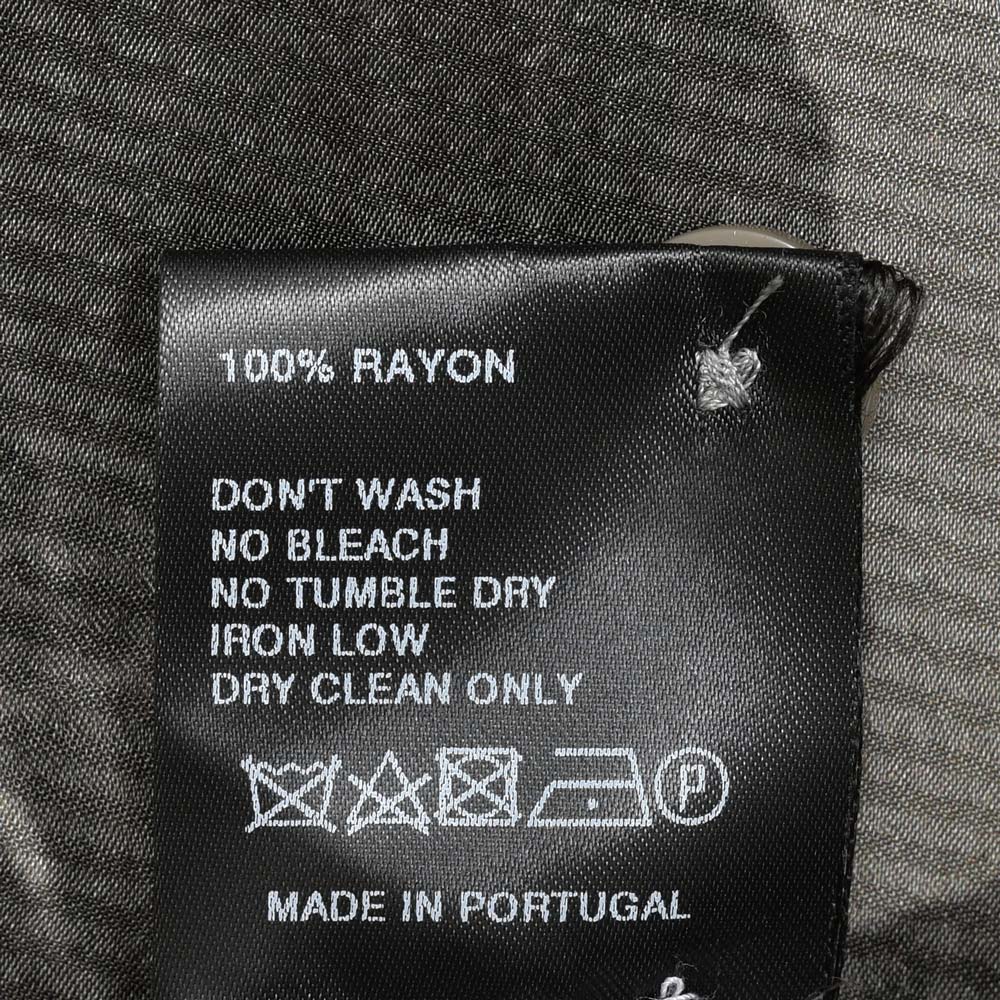 100% RAYON
DON'T WASH
NO BLEACH
NO TUMBLE DRY
IRON LOW
DRY CLEAN ONLY
P
MADE IN PORTUGAL